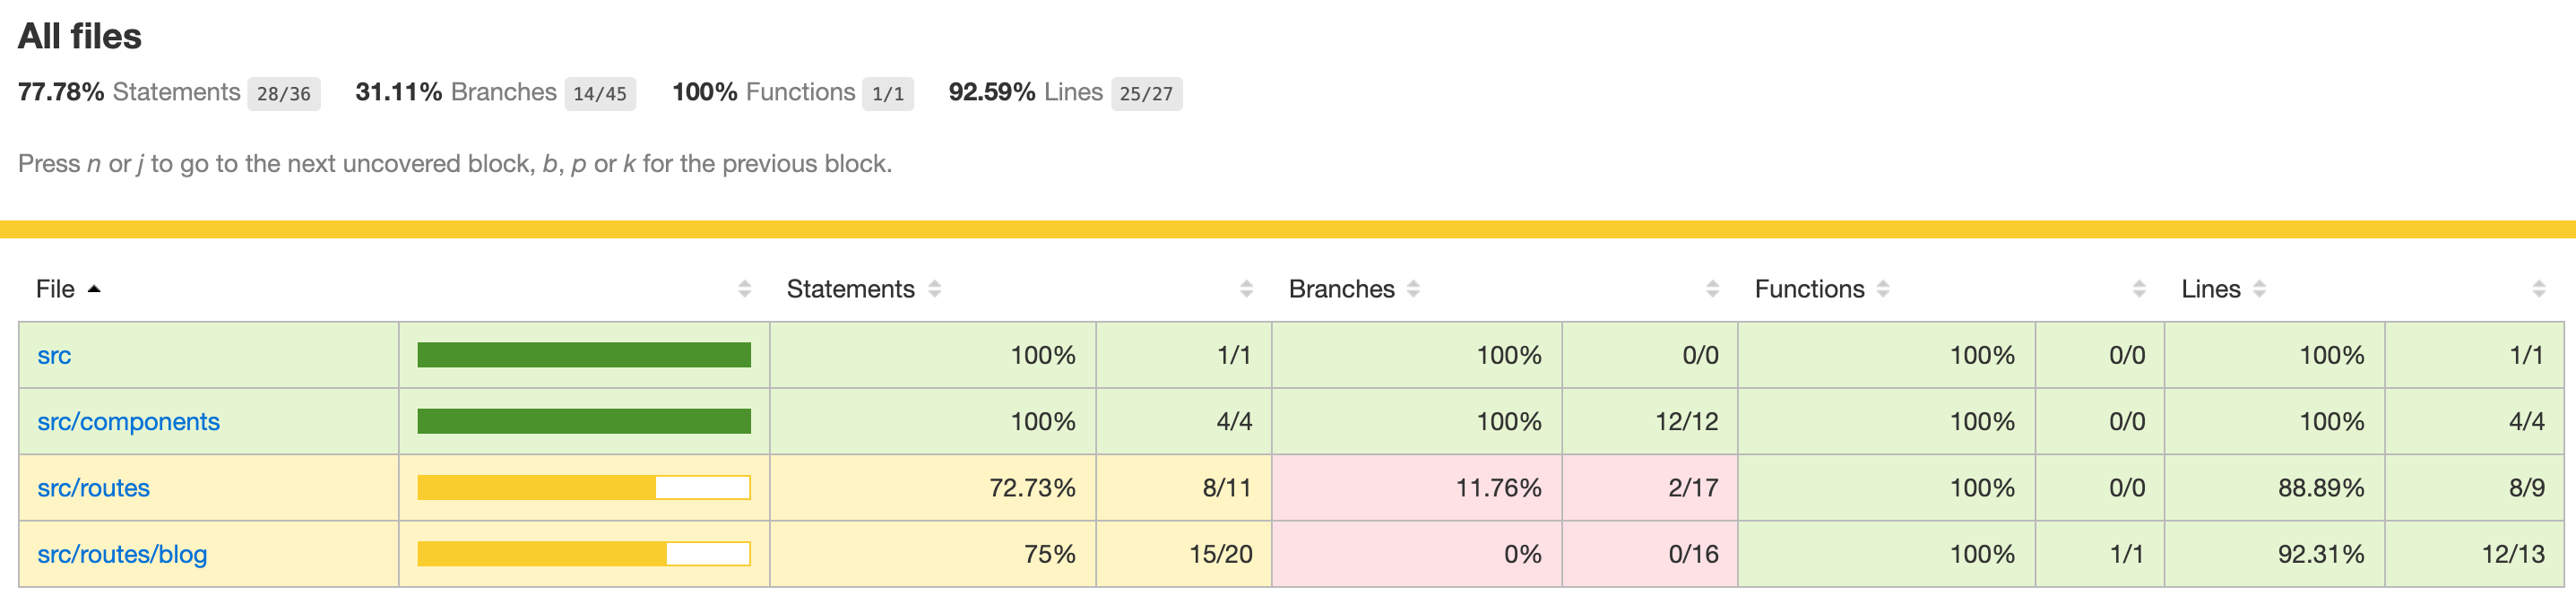 All files
77.78% Statements 28/36 31.11% Branches 14/45 100% Functions 1/1 92.59% Lines 25/27
Press n or j to go to the next uncovered block, b, p or k for the previous block.
File Statements Branches Functions Lines
src 100% 1/1 100% 0/0 100% 0/0 100% 1/1
src/components 100% 4/4 100% 12/12 100% 0/0 100% 4/4
src/routes 72.73% 8/11 11.76% 2/17 100% 0/0 88.89% 8/9
src/routes/blog 75% 15/20 0% 0/16 100% 1/1 92.31% 12/13